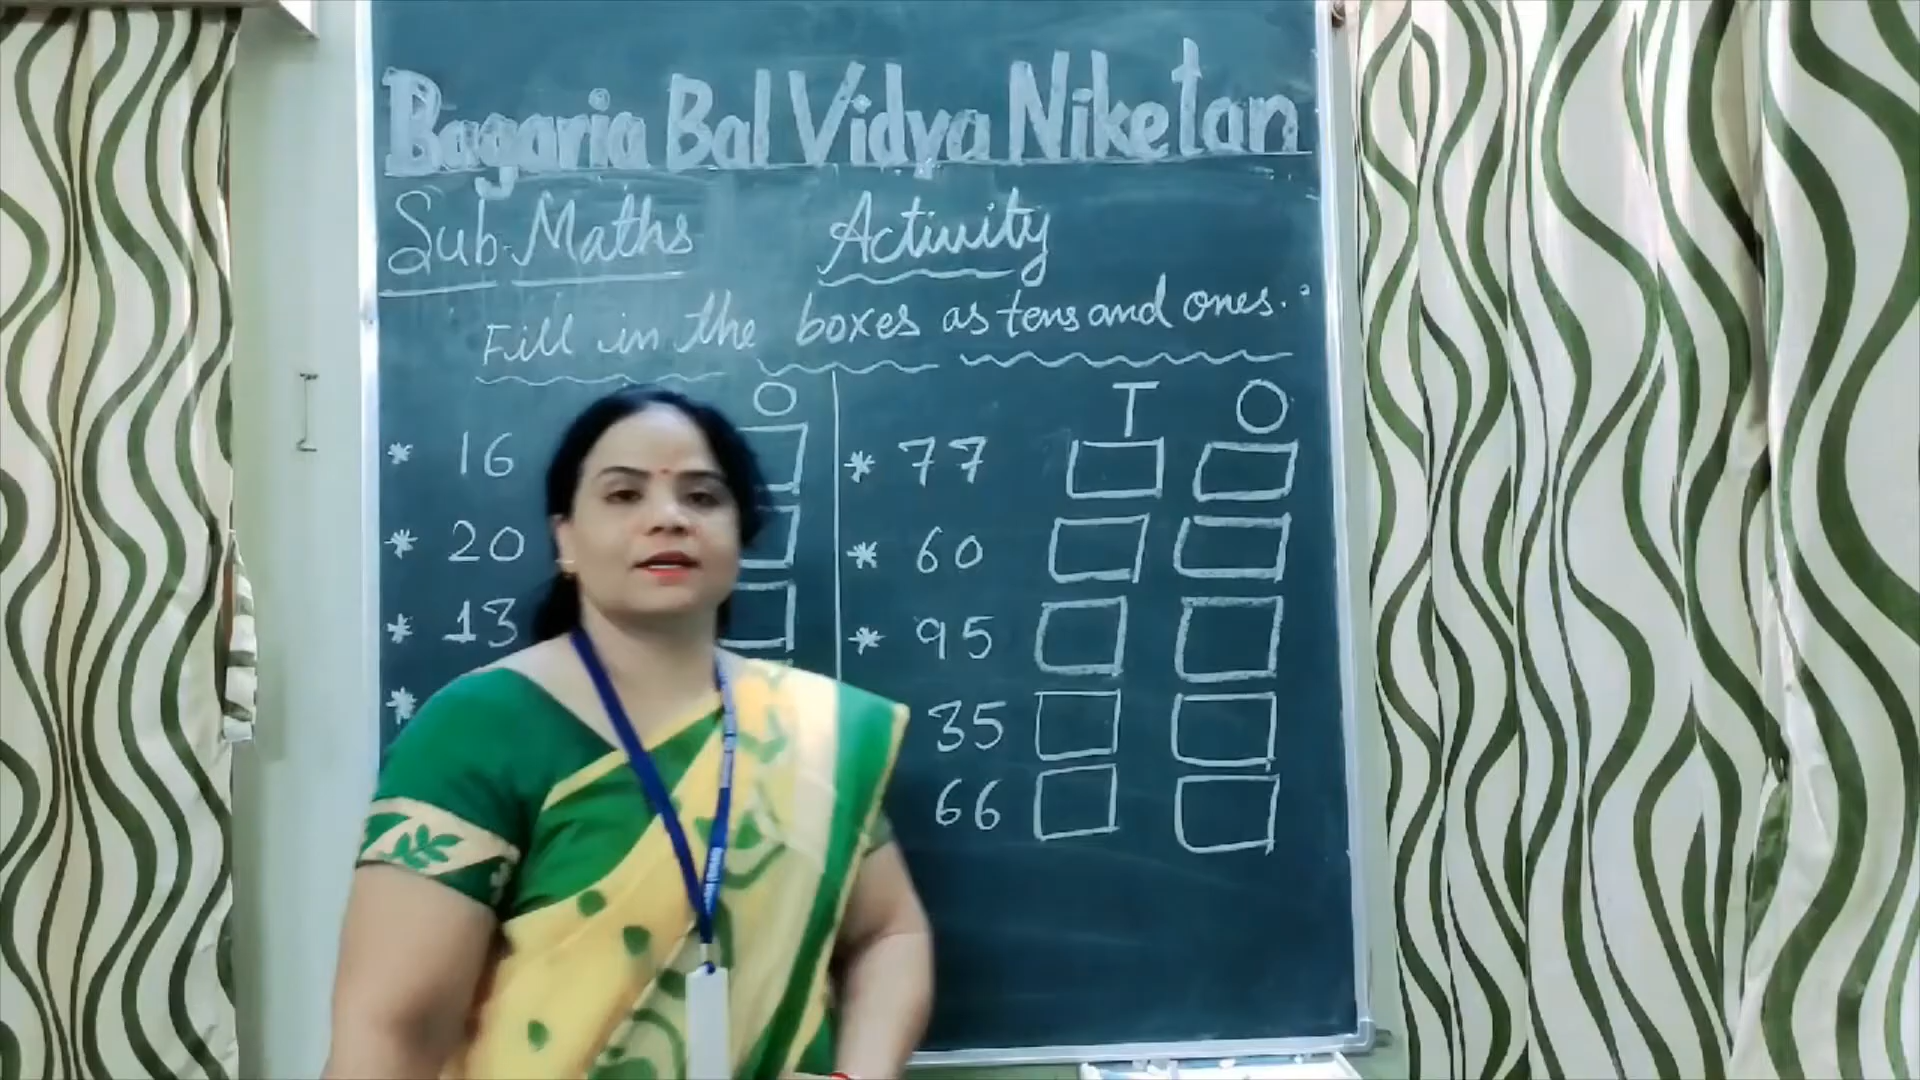 Bagaria Bal Vidya Niketan
Sub-Maths Activity
Fill in the boxes as tens and ones.
O T O
* 16 * 77
* 20 * 60
* 13 * 95
* 35
66